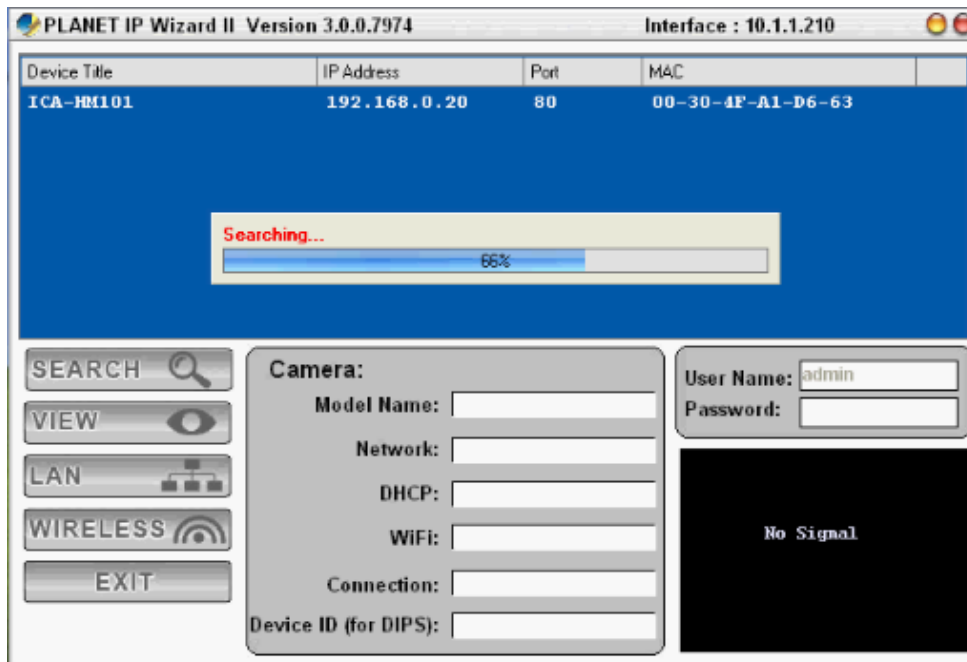 PLANET IP Wizard II Version 3.0.0.7974 Interface : 10.1.1.210
Device Title IP Address Port MAC
ICA-HM101 192.168.0.20 80 00-30-4F-A1-D6-63
Searching...
66%
SEARCH
VIEW
LAN
WIRELESS
EXIT
Camera:
Model Name:
Network:
DHCP:
WiFi:
Connection:
Device ID (for DIPS):
User Name: admin
Password:
No Signal